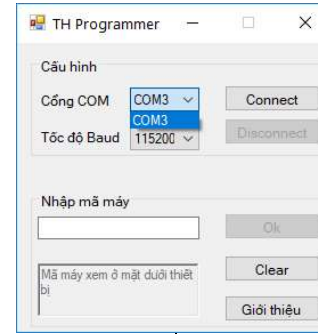 TH Programmer
Cấu hình
Cổng COM COM3 Connect
COM3
Tốc độ Baud 115200 Disconnect
Nhập mã máy
Ok
Mã máy xem ở mặt dưới thiết
bị
Clear
Giới thiệu